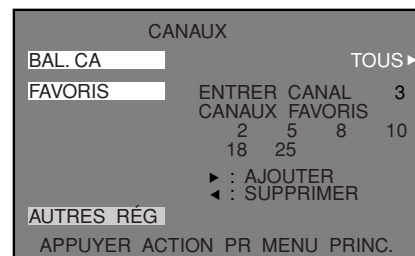 CANAUX
BAL. CA TOUS ▶
FAVORIS ENTRER CANAL 3
CANAUX FAVORIS
2 5 8 10
18 25
▶ : AJOUTER
◀ : SUPPRIMER
AUTRES RÉG
APPUYER ACTION PR MENU PRINC.